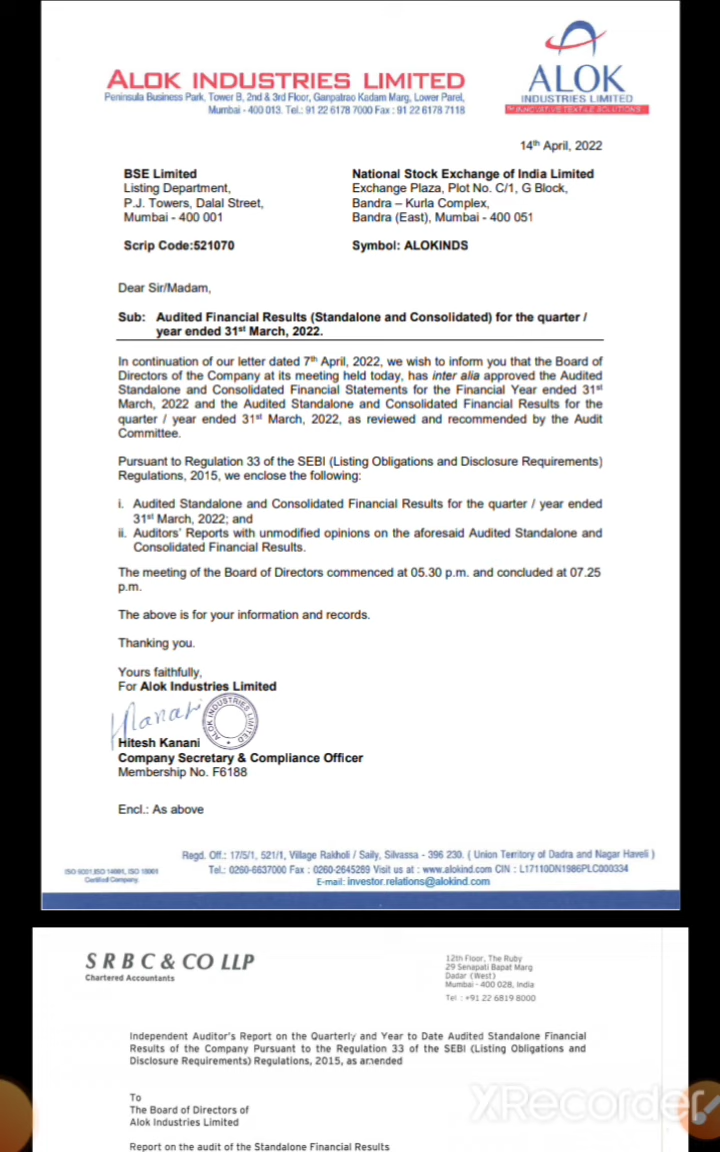 ALOK INDUSTRIES LIMITED
Peninsula Business Park, Tower B, 2nd & 3rd Floor, Ganpatrao Kadam Marg, Lower Parel,
Mumbai - 400 013. Tel.: 91 22 6178 7000 Fax : 91 22 6178 7118
ALOK
INDUSTRIES LIMITED
INNOVATIVE TEXTILE SOLUTIONS
14th April, 2022
BSE Limited
Listing Department,
P.J. Towers, Dalal Street,
Mumbai - 400 001
Scrip Code:521070
National Stock Exchange of India Limited
Exchange Plaza, Plot No. C/1, G Block,
Bandra – Kurla Complex,
Bandra (East), Mumbai - 400 051
Symbol: ALOKINDS
Dear Sir/Madam,
Sub: Audited Financial Results (Standalone and Consolidated) for the quarter /
year ended 31st March, 2022.
In continuation of our letter dated 7th April, 2022, we wish to inform you that the Board of
Directors of the Company at its meeting held today, has inter alia approved the Audited
Standalone and Consolidated Financial Statements for the Financial Year ended 31st
March, 2022 and the Audited Standalone and Consolidated Financial Results for the
quarter / year ended 31st March, 2022, as reviewed and recommended by the Audit
Committee.
Pursuant to Regulation 33 of the SEBI (Listing Obligations and Disclosure Requirements)
Regulations, 2015, we enclose the following:
i. Audited Standalone and Consolidated Financial Results for the quarter / year ended
31st March, 2022; and
ii. Auditors' Reports with unmodified opinions on the aforesaid Audited Standalone and
Consolidated Financial Results.
The meeting of the Board of Directors commenced at 05.30 p.m. and concluded at 07.25
p.m.
The above is for your information and records.
Thanking you.
Yours faithfully,
For Alok Industries Limited
ALOK INDUSTRIES LIMITED
Hitesh Kanani
Company Secretary & Compliance Officer
Membership No. F6188
Encl.: As above
Regd. Off.: 17/5/1, 521/1, Village Rakholi / Saily, Silvassa - 396 230. ( Union Territory of Dadra and Nagar Haveli )
Tel.: 0260-6637000 Fax : 0260-2645289 Visit us at : www.alokind.com CIN : L17110DN1986PLC000334
E-mail: investor.relations@alokind.com
Certified Company
S R B C & CO LLP
Chartered Accountants
12th Floor, The Ruby
29 Senapati Bapat Marg
Dadar (West)
Mumbai - 400 028, India
Tel : +91 22 6819 8000
Independent Auditor's Report on the Quarterly and Year to Date Audited Standalone Financial
Results of the Company Pursuant to the Regulation 33 of the SEBI (Listing Obligations and
Disclosure Requirements) Regulations, 2015, as amended
To
The Board of Directors of
Alok Industries Limited
Report on the audit of the Standalone Financial Results
XRecorder